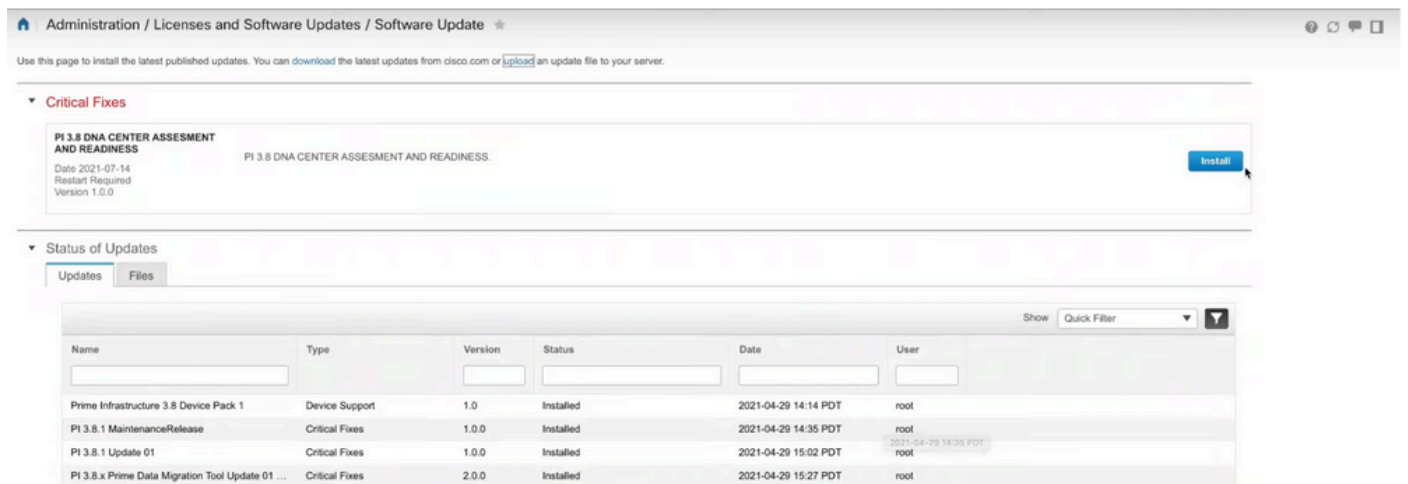 Administration / Licenses and Software Updates / Software Update
Use this page to install the latest published updates. You can download the latest updates from cisco.com or upload an update file to your server.
Critical Fixes
PI 3.8 DNA CENTER ASSESMENT
AND READINESS
Date 2021-07-14
Restart Required
Version 1.0.0
PI 3.8 DNA CENTER ASSESMENT AND READINESS.
Install
Status of Updates
Updates Files
Show Quick Filter
Name Type Version Status Date User
Prime Infrastructure 3.8 Device Pack 1 Device Support 1.0 Installed 2021-04-29 14:14 PDT root
PI 3.8.1 MaintenanceRelease Critical Fixes 1.0.0 Installed 2021-04-29 14:35 PDT root
2021-04-29 14:35 PDT
PI 3.8.1 Update 01 Critical Fixes 1.0.0 Installed 2021-04-29 15:02 PDT root
PI 3.8.x Prime Data Migration Tool Update 01 ... Critical Fixes 2.0.0 Installed 2021-04-29 15:27 PDT root